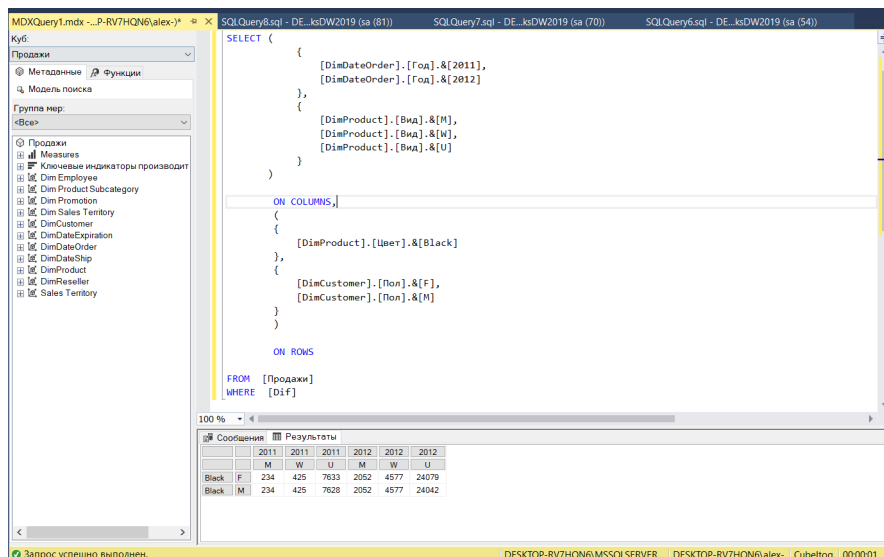 MDXQuery1.mdx -...P-RV7HQN6\alex-)* SQLQuery8.sql - DE...ksDW2019 (sa (81)) SQLQuery7.sql - DE...ksDW2019 (sa (70)) SQLQuery6.sql - DE...ksDW2019 (sa (54))
Куб:
Продажи
Метаданные Функции
Модель поиска
Группа мер:
<Все>
Продажи
Measures
Ключевые индикаторы производит
Dim Employee
Dim Product Subcategory
Dim Promotion
Dim Sales Territory
DimCustomer
DimDateExpiration
DimDateOrder
DimDateShip
DimProduct
DimReseller
Sales Territory
SELECT (
{
[DimDateOrder].[Год].&[2011],
[DimDateOrder].[Год].&[2012]
},
{
[DimProduct].[Вид].&[M],
[DimProduct].[Вид].&[W],
[DimProduct].[Вид].&[U]
}
)
ON COLUMNS,
(
{
[DimProduct].[Цвет].&[Black]
},
{
[DimCustomer].[Пол].&[F],
[DimCustomer].[Пол].&[M]
}
)
ON ROWS
FROM [Продажи]
WHERE [Dif]
100 %
Сообщения Результаты
2011 2011 2011 2012 2012 2012
M W U M W U
Black F 234 425 7633 2052 4577 24079
Black M 234 425 7628 2052 4577 24042
Запрос успешно выполнен. DESKTOP-RV7HQN6\MSSQLSERVER DESKTOP-RV7HQN6\alex- Cubeltog 00:00:01